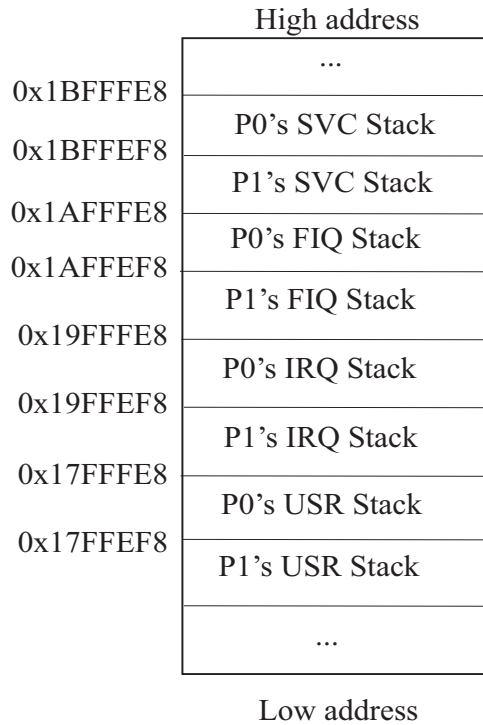 High address
...
0x1BFFFE8
P0’s SVC Stack
0x1BFFEF8
P1’s SVC Stack
0x1AFFFE8
P0’s FIQ Stack
0x1AFFEF8
P1’s FIQ Stack
0x19FFFE8
P0’s IRQ Stack
0x19FFEF8
P1’s IRQ Stack
0x17FFFE8
P0’s USR Stack
0x17FFEF8
P1’s USR Stack
...
Low address